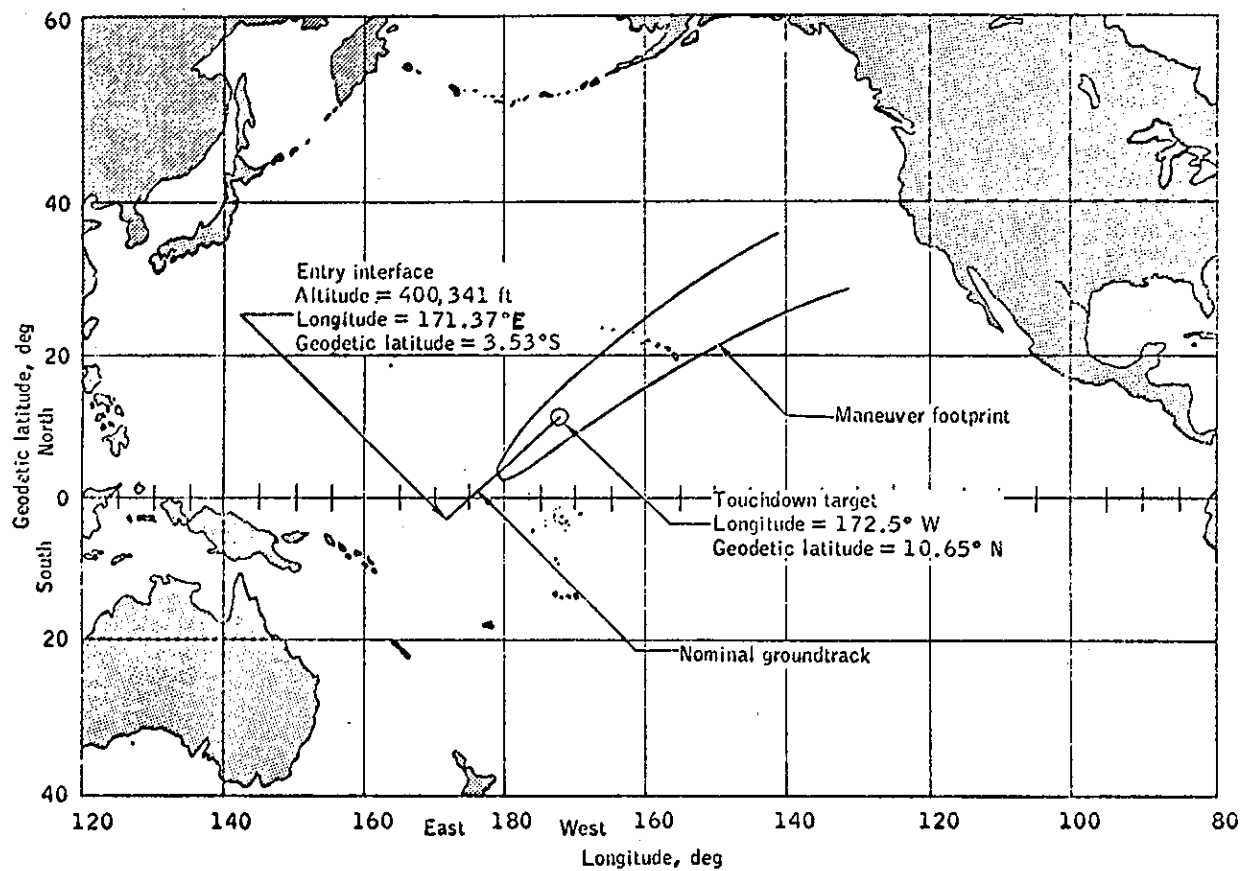 60
40
20
0
20
40
Geodetic latitude, deg
North
South
Entry interface
Altitude = 400,341 ft
Longitude = 171.37°E
Geodetic latitude = 3.53°S
Maneuver footprint
Touchdown target
Longitude = 172.5° W
Geodetic latitude = 10.65° N
Nominal groundtrack
120 140 160 East 180 West 160 140 120 100 80
Longitude, deg